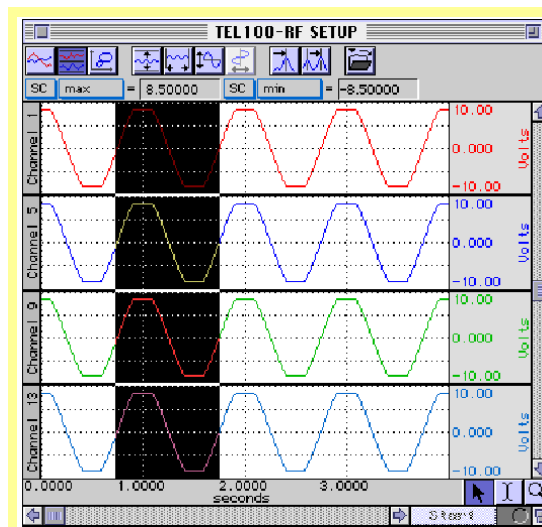 TEL100-RF SETUP
SC max = 8.50000 SC min = -8.50000
Channel 1
10.00
0.000
-10.00
Volts
Channel 5
10.00
0.000
-10.00
Volts
Channel 9
10.00
0.000
-10.00
Volts
Channel 13
10.00
0.000
-10.00
Volts
0.0000 1.0000 2.0000 3.0000
seconds
Start